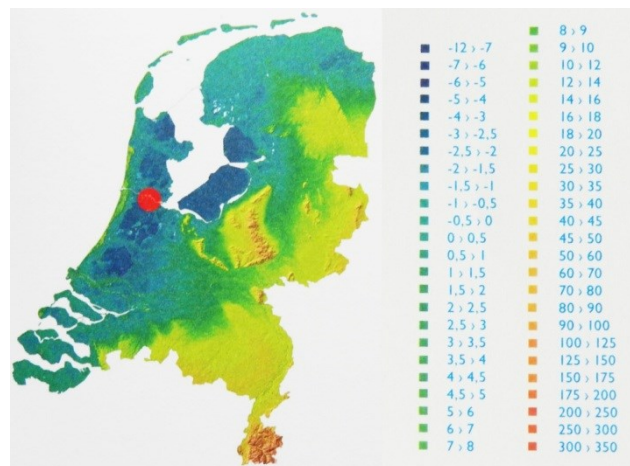 -12 › -7
-7 › -6
-6 › -5
-5 › -4
-4 › -3
-3 › -2,5
-2,5 › -2
-2 › -1,5
-1,5 › -1
-1 › -0,5
-0,5 › 0
0 › 0,5
0,5 › 1
1 › 1,5
1,5 › 2
2 › 2,5
2,5 › 3
3 › 3,5
3,5 › 4
4 › 4,5
4,5 › 5
5 › 6
6 › 7
7 › 8
8 › 9
9 › 10
10 › 12
12 › 14
14 › 16
16 › 18
18 › 20
20 › 25
25 › 30
30 › 35
35 › 40
40 › 45
45 › 50
50 › 60
60 › 70
70 › 80
80 › 90
90 › 100
100 › 125
125 › 150
150 › 175
175 › 200
200 › 250
250 › 300
300 › 350